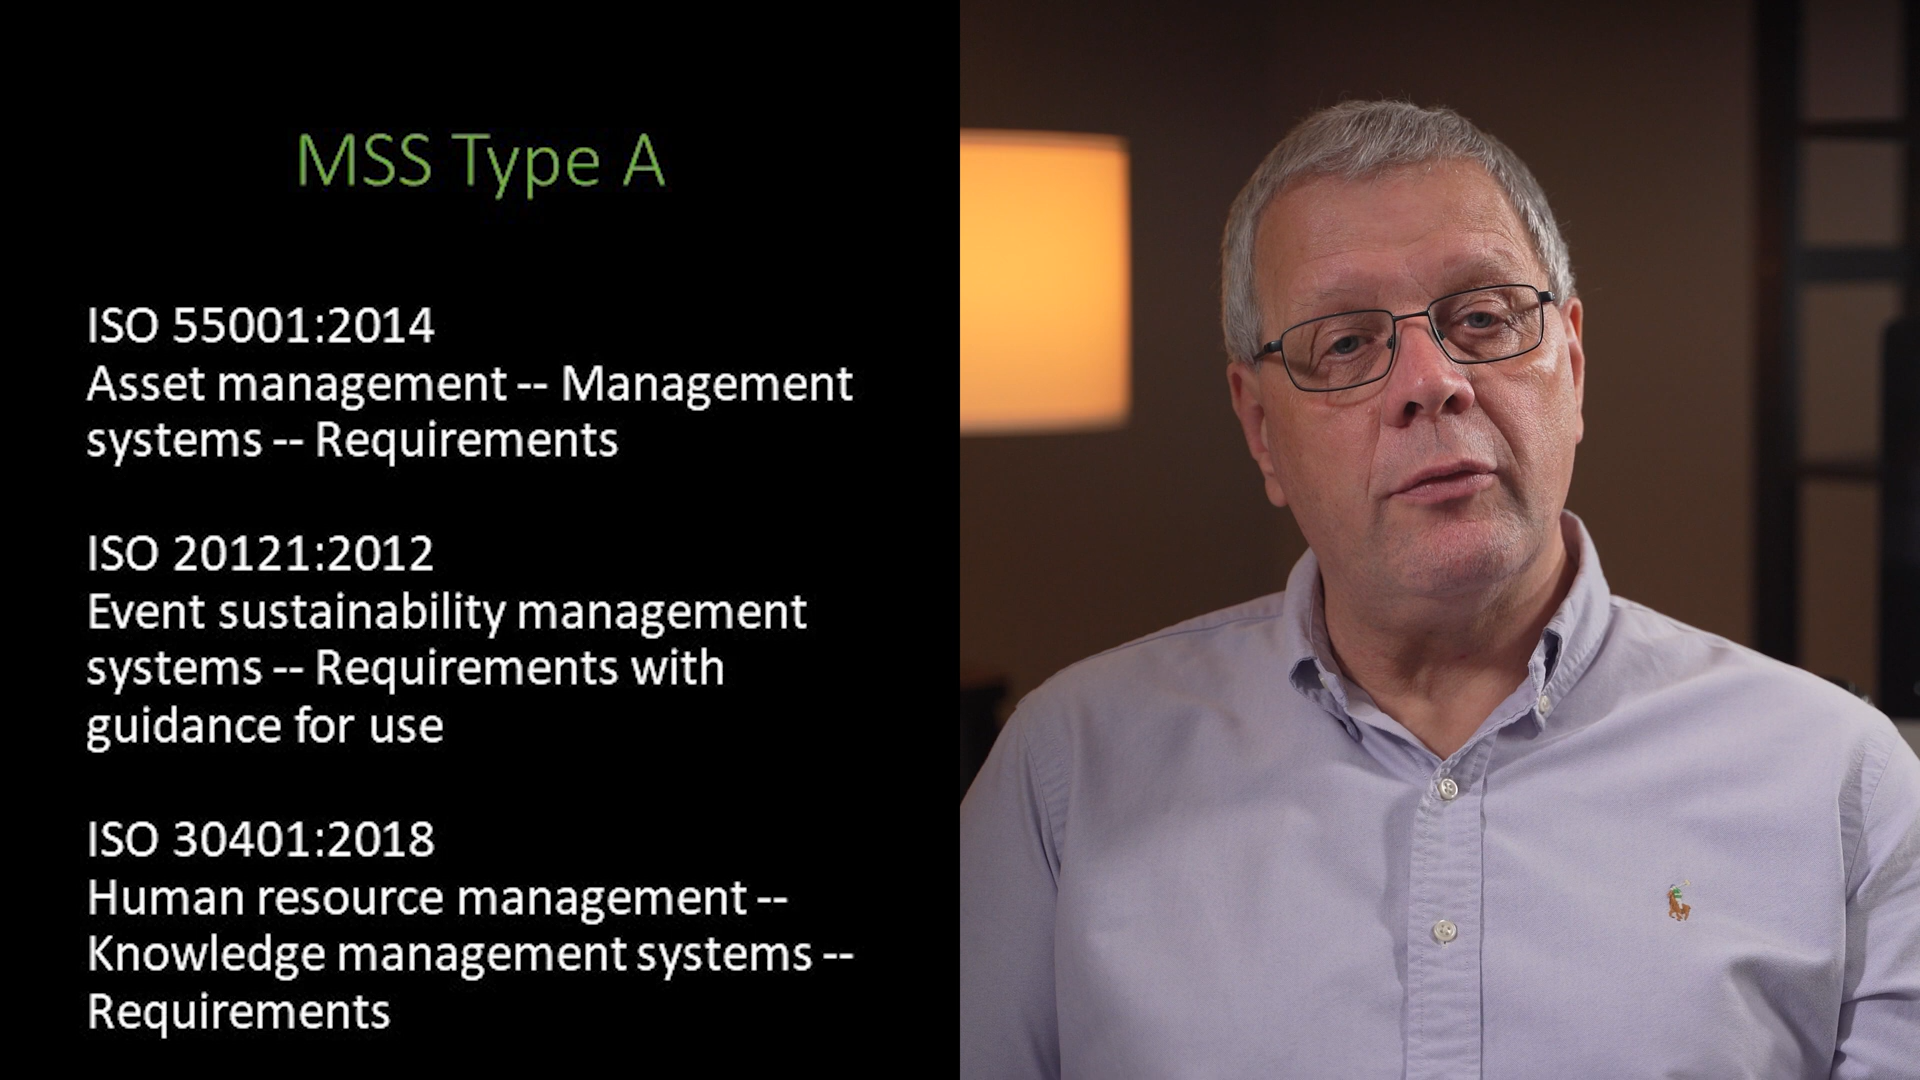 MSS Type A
ISO 55001:2014
Asset management -- Management
systems -- Requirements
ISO 20121:2012
Event sustainability management
systems -- Requirements with
guidance for use
ISO 30401:2018
Human resource management --
Knowledge management systems --
Requirements